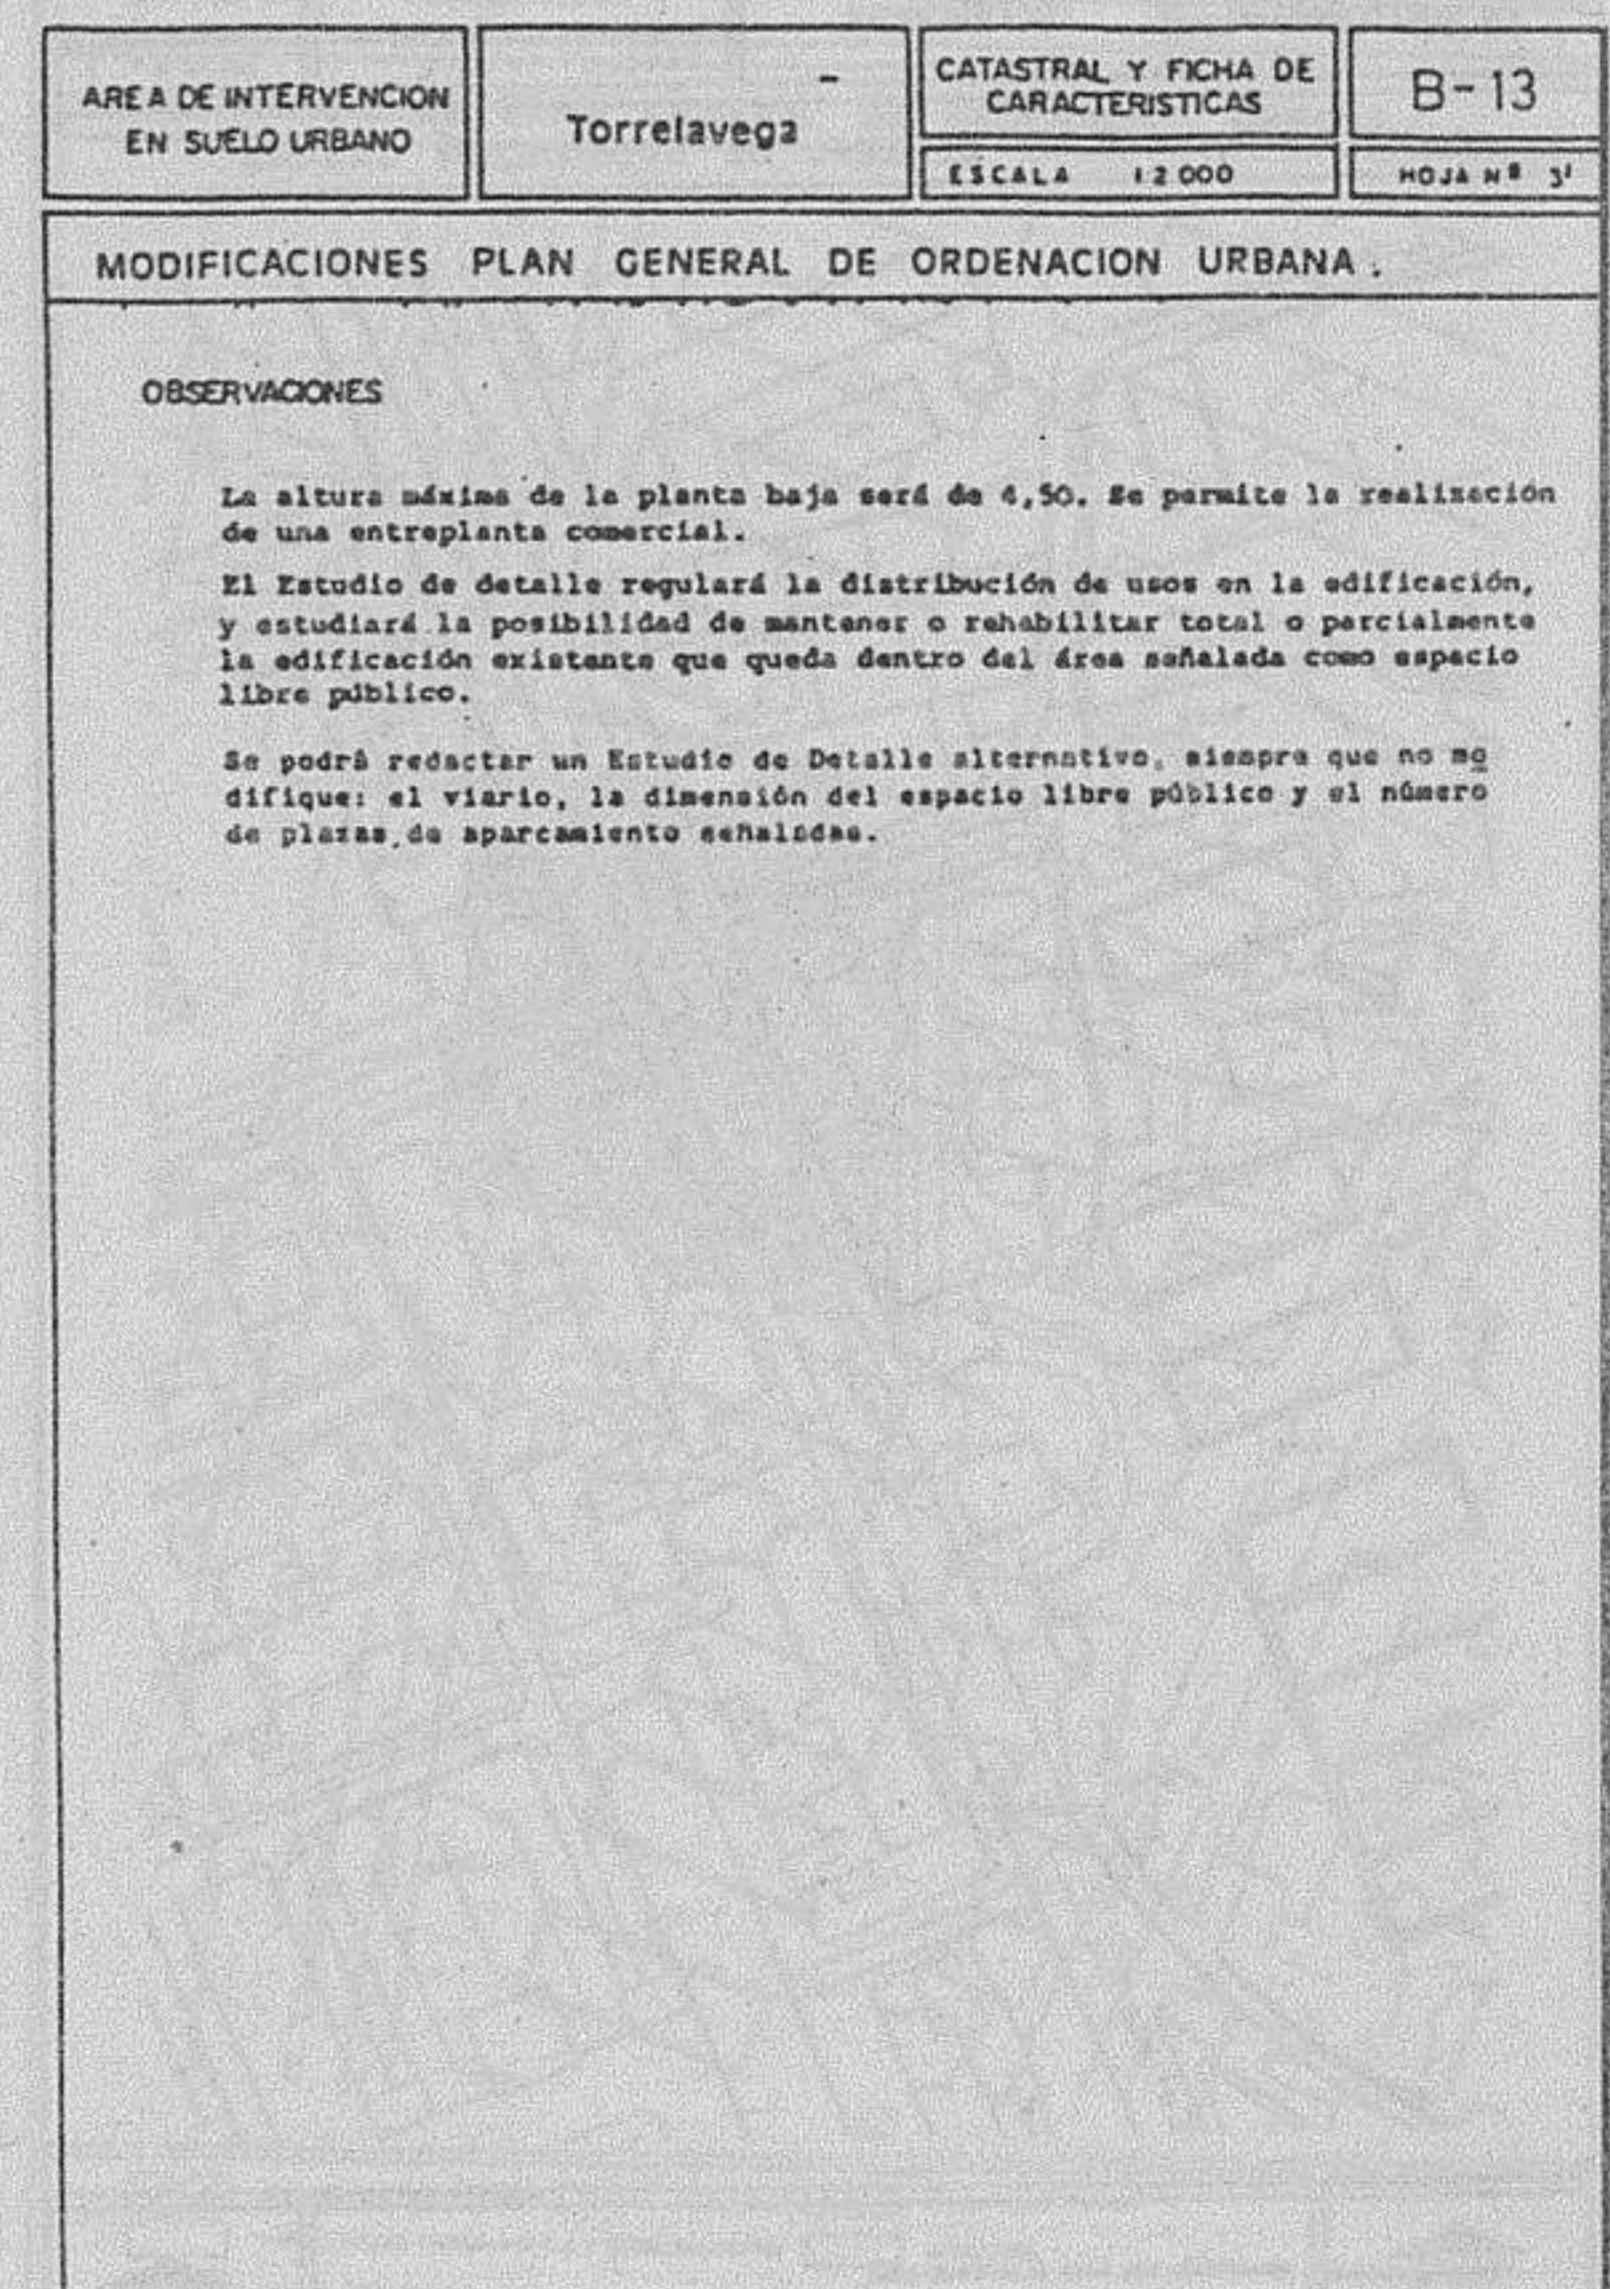 AREA DE INTERVENCION
EN SUELO URBANO
Torrelavega
CATASTRAL Y FICHA DE
CARACTERISTICAS
ESCALA 1:2000
B-13
HOJA Nº 3'
MODIFICACIONES PLAN GENERAL DE ORDENACION URBANA.
OBSERVACIONES
La altura máxima de la planta baja será de 4,50. Se permite la realización
de una entreplanta comercial.
El Estudio de detalle regulará la distribución de usos en la edificación,
y estudiará la posibilidad de mantener o rehabilitar total o parcialmente
la edificación existente que queda dentro del área señalada como espacio
libre público.
Se podrá redactar un Estudio de Detalle alternativo, siempre que no mo
difique: el viario, la dimensión del espacio libre público y el número
de plazas de aparcamiento señaladas.